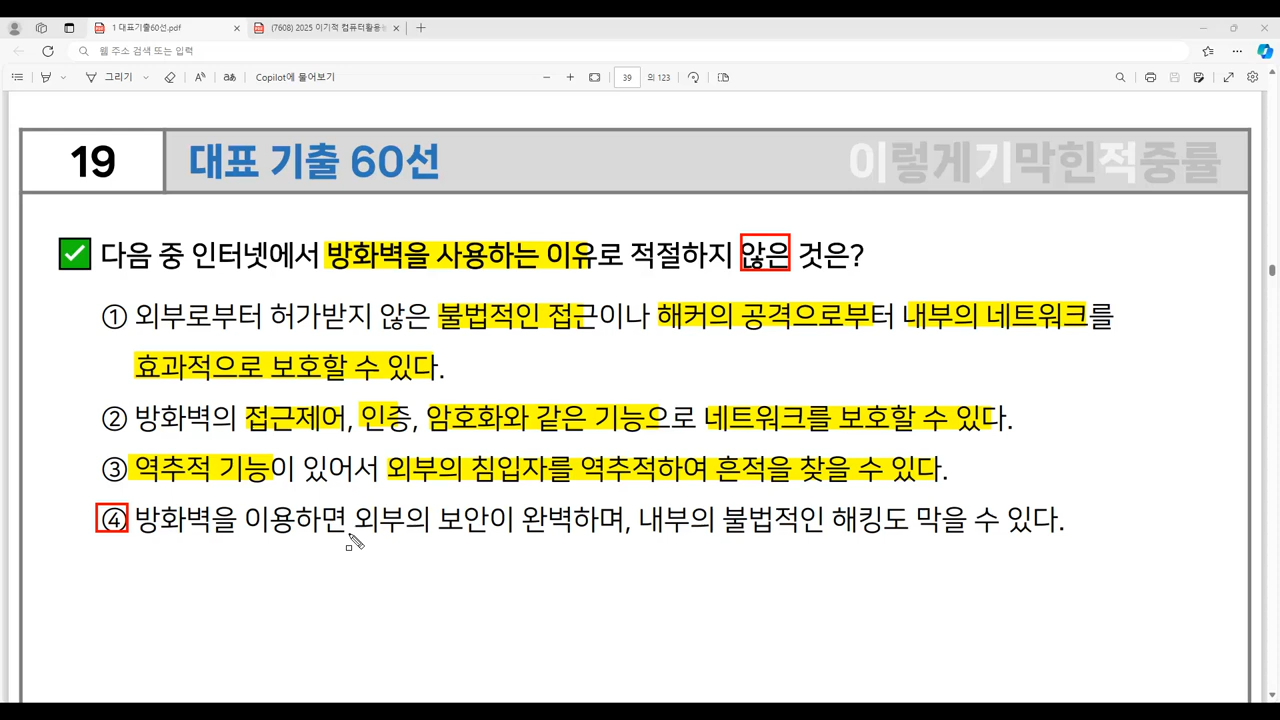 1 대표기출60선.pdf
(7608) 2025 이기적 컴퓨터활용능
웹 주소 검색 또는 입력
그리기
가あ
Copilot에 물어보기
39 의 123
19 대표 기출 60선 이렇게기막힌적중률
다음 중 인터넷에서 방화벽을 사용하는 이유로 적절하지 않은 것은?
① 외부로부터 허가받지 않은 불법적인 접근이나 해커의 공격으로부터 내부의 네트워크를
효과적으로 보호할 수 있다.
② 방화벽의 접근제어, 인증, 암호화와 같은 기능으로 네트워크를 보호할 수 있다.
③ 역추적 기능이 있어서 외부의 침입자를 역추적하여 흔적을 찾을 수 있다.
④ 방화벽을 이용하면 외부의 보안이 완벽하며, 내부의 불법적인 해킹도 막을 수 있다.